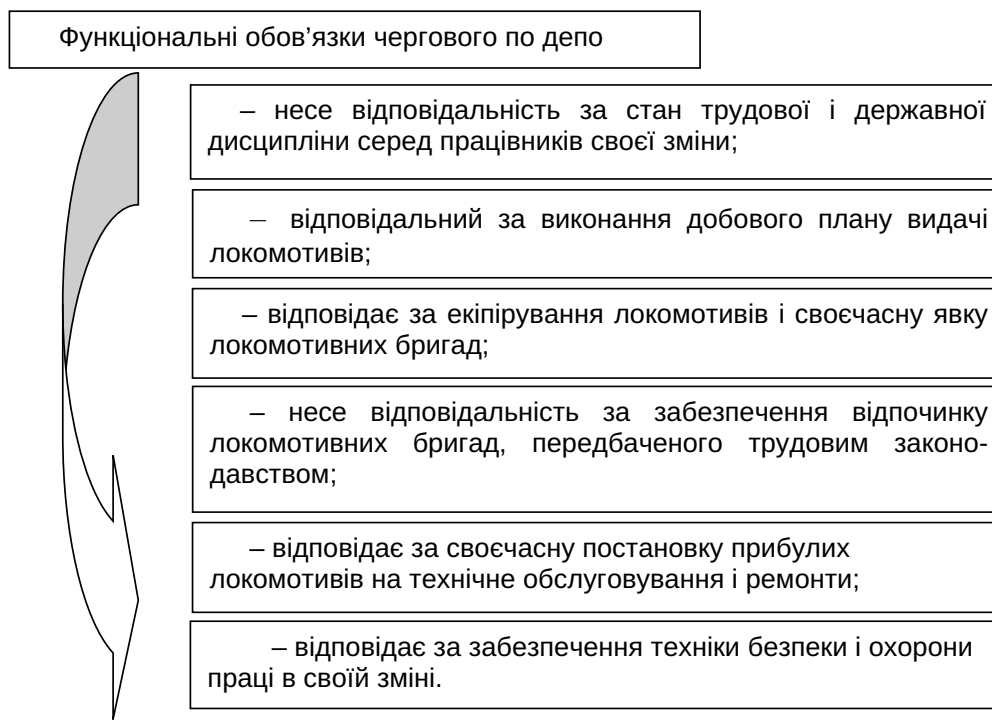 Функціональні обов’язки чергового по депо
– несе відповідальність за стан трудової і державної
дисципліни серед працівників своєї зміни;
– відповідальний за виконання добового плану видачі
локомотивів;
– відповідає за екіпірування локомотивів і своєчасну явку
локомотивних бригад;
– несе відповідальність за забезпечення відпочинку
локомотивних бригад, передбаченого трудовим законо-
давством;
– відповідає за своєчасну постановку прибулих
локомотивів на технічне обслуговування і ремонти;
– відповідає за забезпечення техніки безпеки і охорони
праці в своїй зміні.